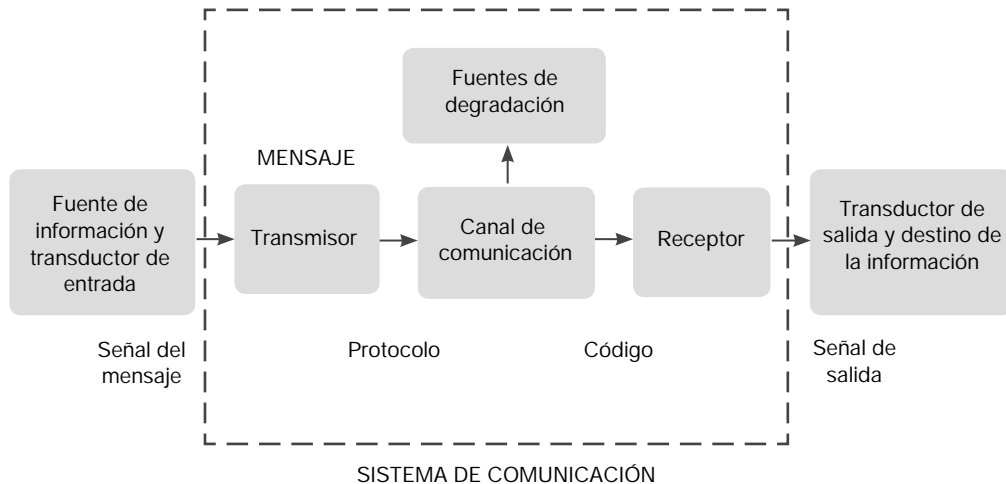 Fuentes de
degradación
MENSAJE
Fuente de
información y
transductor de
entrada
Transmisor
Canal de
comunicación
Receptor
Transductor de
salida y destino de
la información
Señal del
mensaje
Protocolo
Código
Señal de
salida
SISTEMA DE COMUNICACIÓN